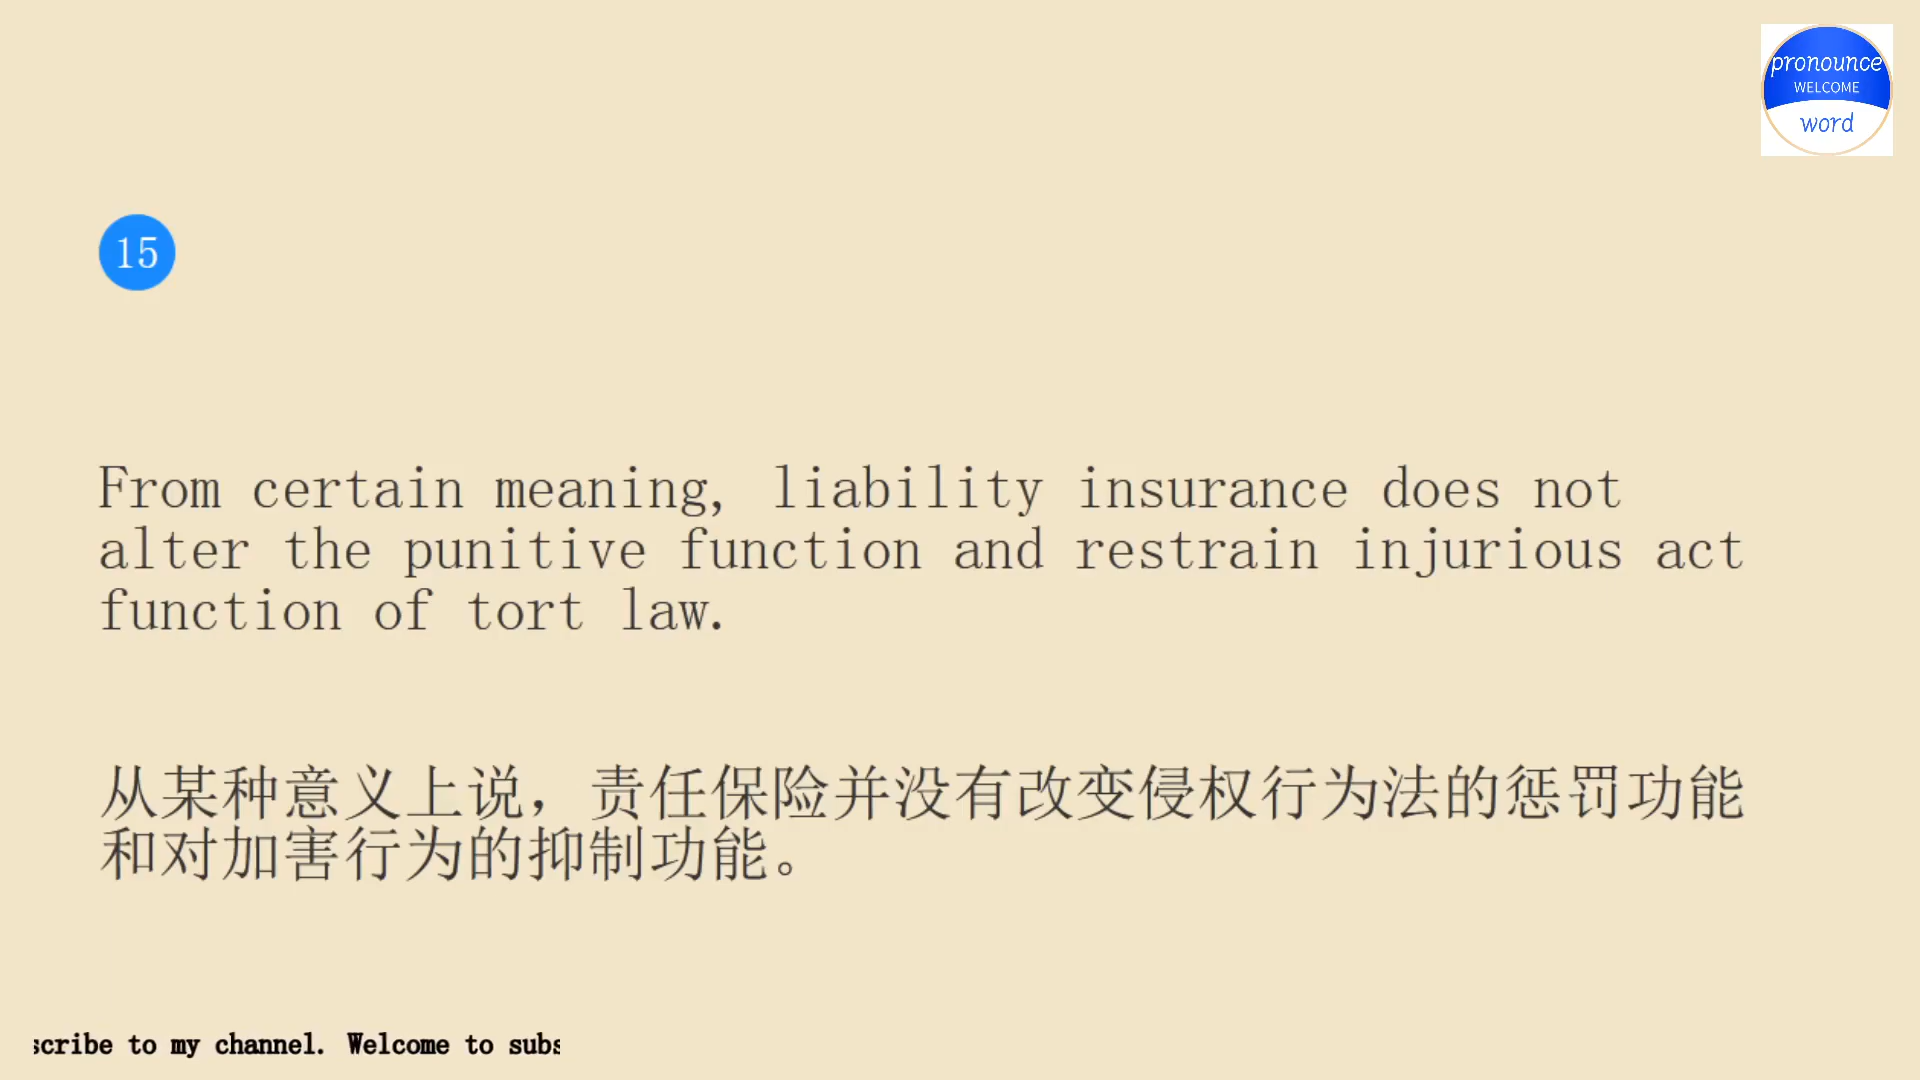 pronounce
WELCOME
word
15
From certain meaning, liability insurance does not
alter the punitive function and restrain injurious act
function of tort law.
从某种意义上说，责任保险并没有改变侵权行为法的惩罚功能
和对加害行为的抑制功能。
scribe to my channel. Welcome to subs